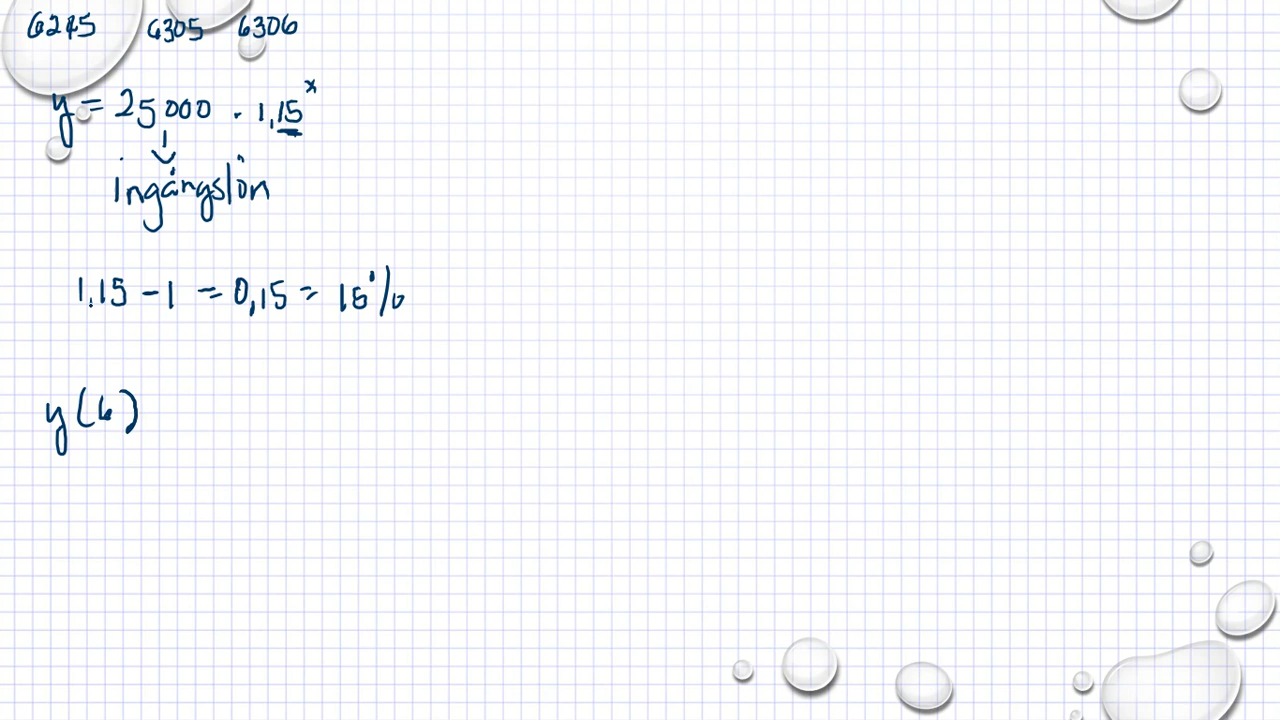 6245 6305 6306
y = 25 000 · 1,15^x
ingångslön
1.15 - 1 = 0,15 = 15%
y(6)